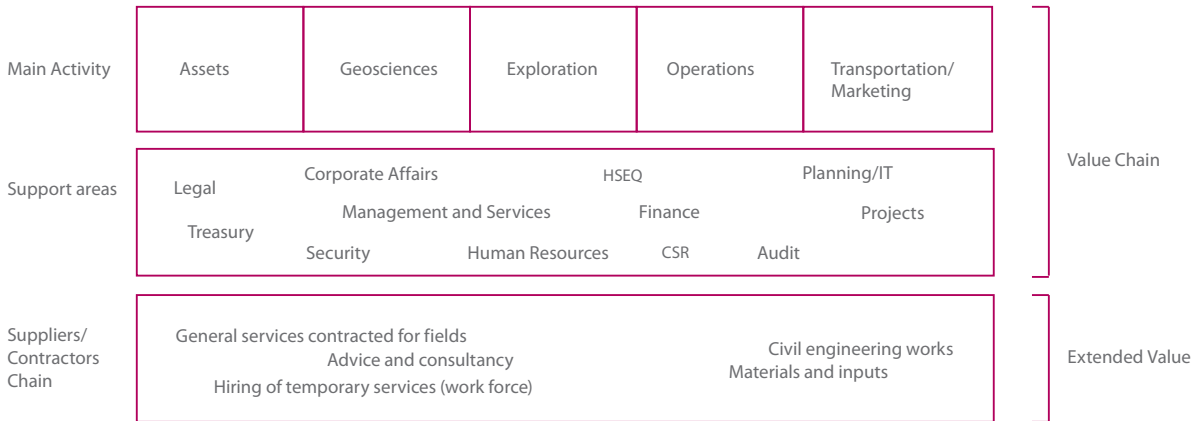 Main Activity
Assets
Geosciences
Exploration
Operations
Transportation/
Marketing
Value Chain
Support areas
Legal
Corporate Affairs
HSEQ
Planning/IT
Treasury
Management and Services
Finance
Projects
Security
Human Resources
CSR
Audit
Suppliers/
Contractors
Chain
General services contracted for fields
Advice and consultancy
Hiring of temporary services (work force)
Civil engineering works
Materials and inputs
Extended Value